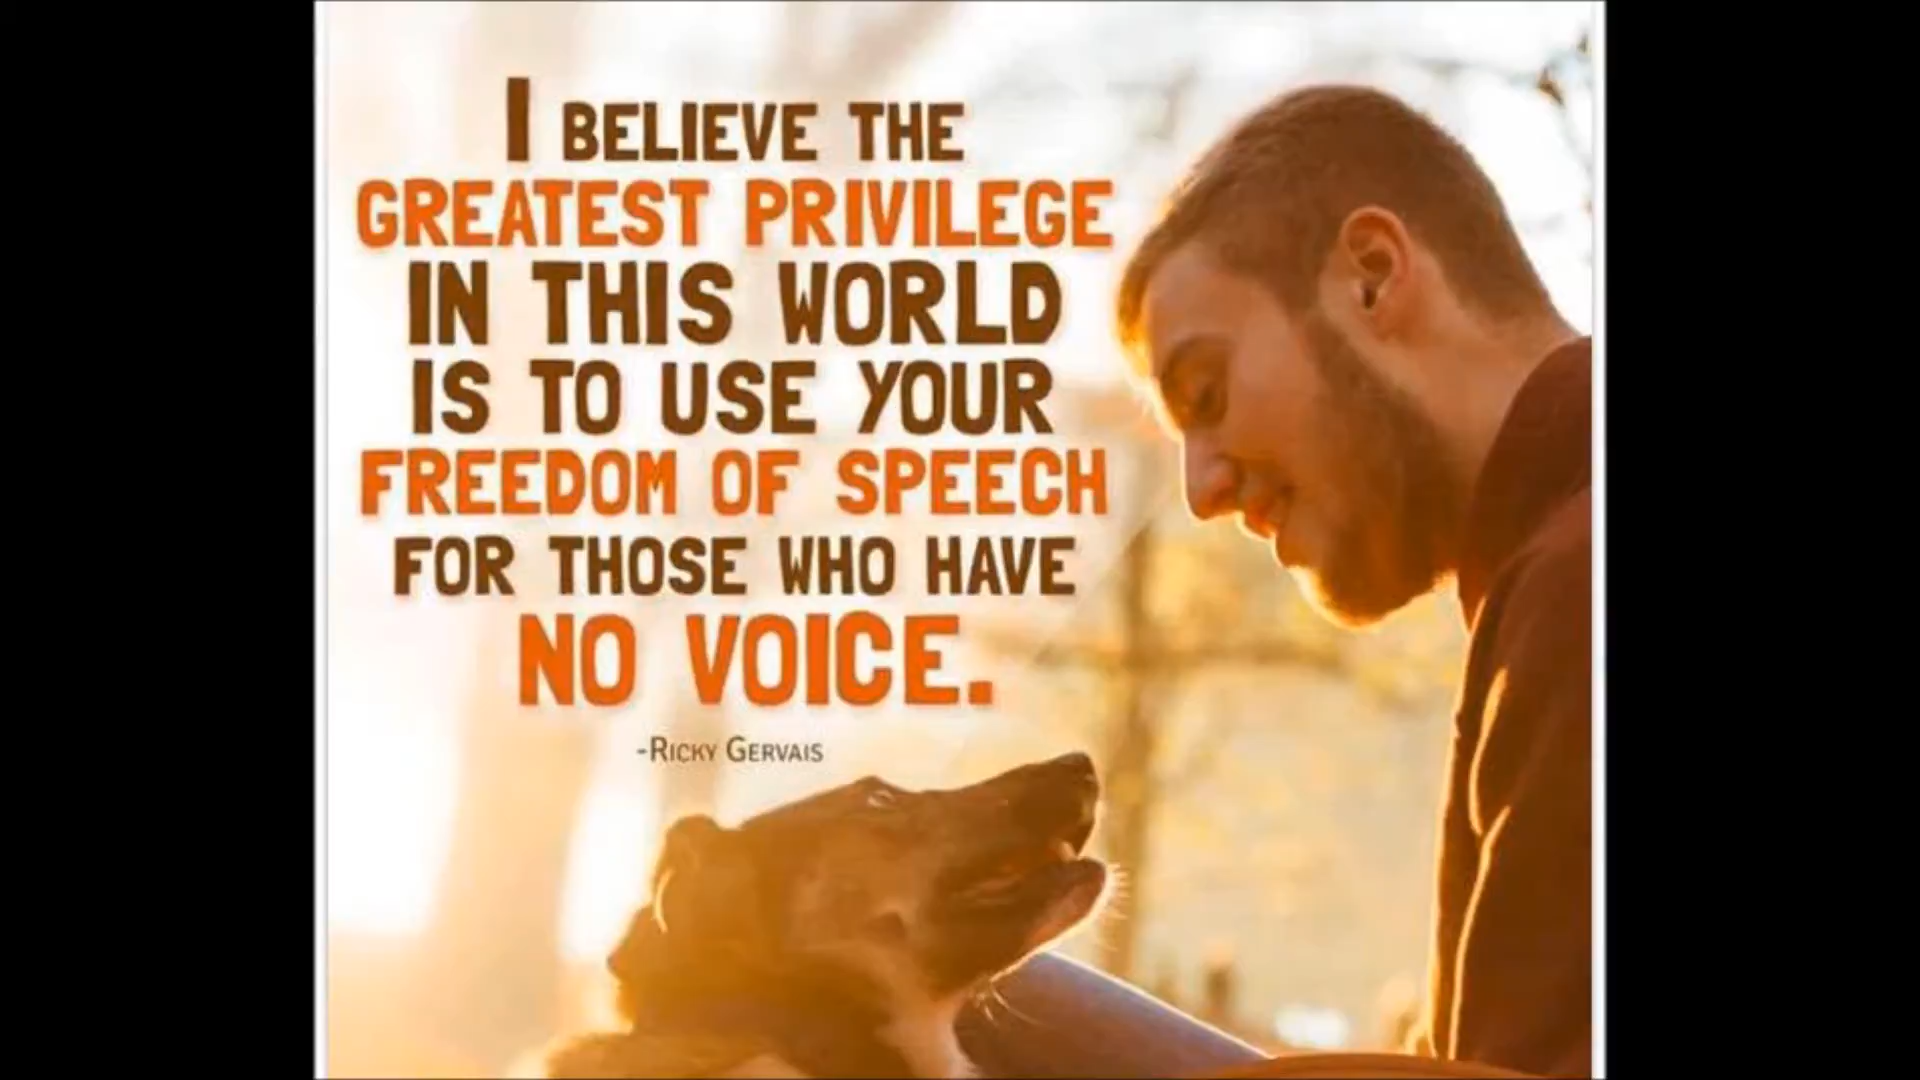 I BELIEVE THE
GREATEST PRIVILEGE
IN THIS WORLD
IS TO USE YOUR
FREEDOM OF SPEECH
FOR THOSE WHO HAVE
NO VOICE.
-RICKY GERVAIS